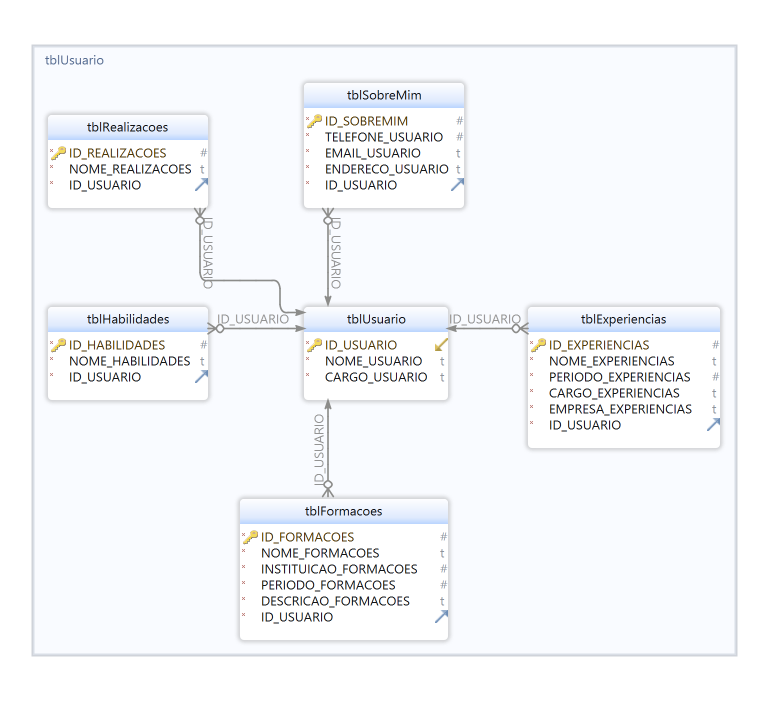 tblUsuario
tblSobreMim
ID_SOBREMIM #
TELEFONE_USUARIO #
EMAIL_USUARIO t
ENDERECO_USUARIO t
ID_USUARIO
tblRealizacoes
ID_REALIZACOES #
NOME_REALIZACOES t
ID_USUARIO
ID_USUARIO
ID_USUARIO
tblHabilidades
ID_HABILIDADES #
NOME_HABILIDADES t
ID_USUARIO
ID_USUARIO
tblUsuario
ID_USUARIO
NOME_USUARIO t
CARGO_USUARIO t
ID_USUARIO
tblExperiencias
ID_EXPERIENCIAS #
NOME_EXPERIENCIAS t
PERIODO_EXPERIENCIAS #
CARGO_EXPERIENCIAS t
EMPRESA_EXPERIENCIAS t
ID_USUARIO
ID_USUARIO
tblFormacoes
ID_FORMACOES #
NOME_FORMACOES t
INSTITUICAO_FORMACOES #
PERIODO_FORMACOES #
DESCRICAO_FORMACOES t
ID_USUARIO